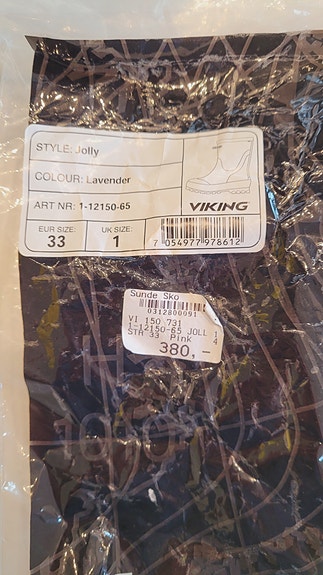 STYLE: Jolly
COLOUR: Lavender
ART NR: 1-12150-65
EUR SIZE:
33
UK SIZE:
1
VIKING
7 054977 978612
Sunde Sko
0312800091
VI 150 731
1-12150-65 JOLL 1
STR 33 Pink 4
380,-